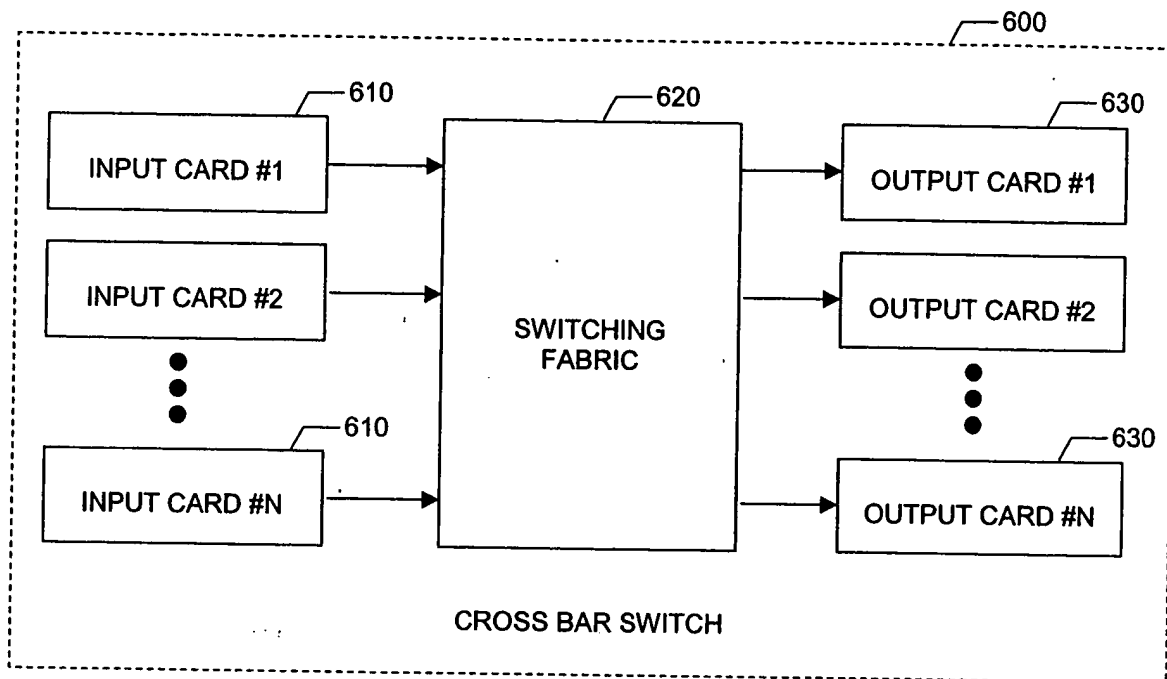 600
610
620
630
INPUT CARD #1
OUTPUT CARD #1
INPUT CARD #2
OUTPUT CARD #2
SWITCHING
FABRIC
610
630
INPUT CARD #N
OUTPUT CARD #N
CROSS BAR SWITCH